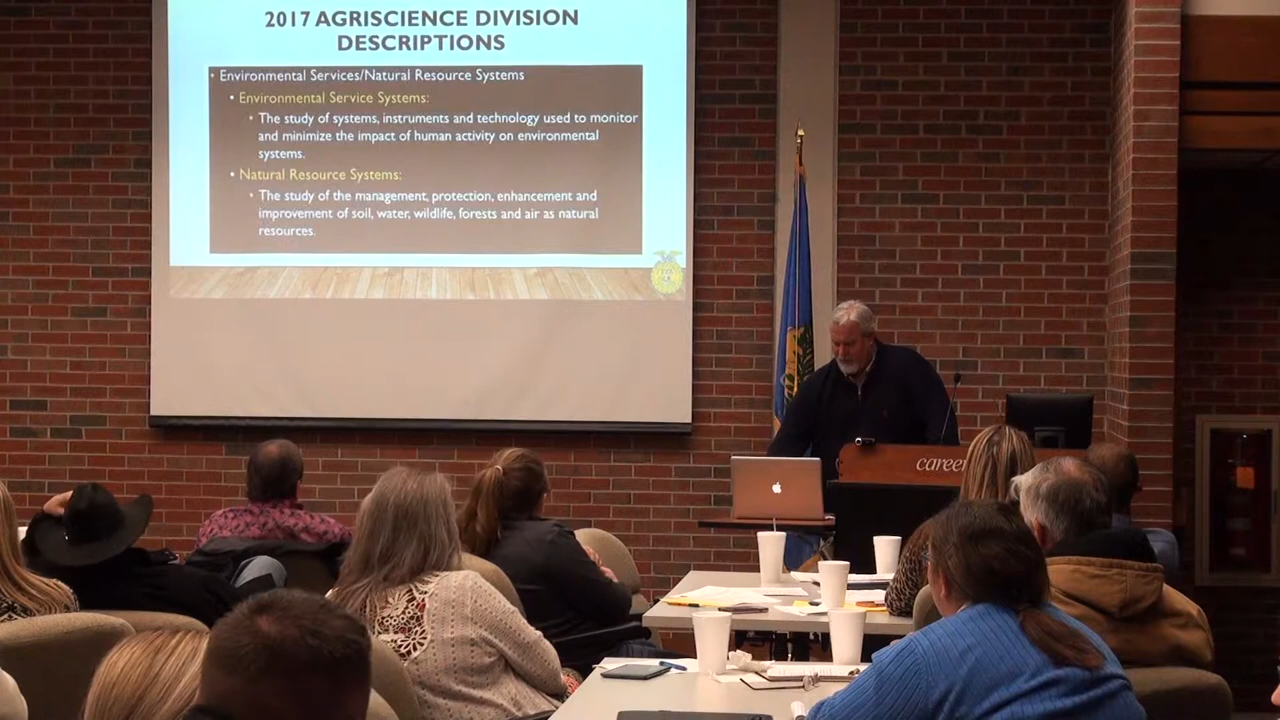 2017 AGRISCIENCE DIVISION
DESCRIPTIONS
• Environmental Services/Natural Resource Systems
• Environmental Service Systems:
• The study of systems, instruments and technology used to monitor
and minimize the impact of human activity on environmental
systems.
• Natural Resource Systems:
• The study of the management, protection, enhancement and
improvement of soil, water, wildlife, forests and air as natural
resources.
career